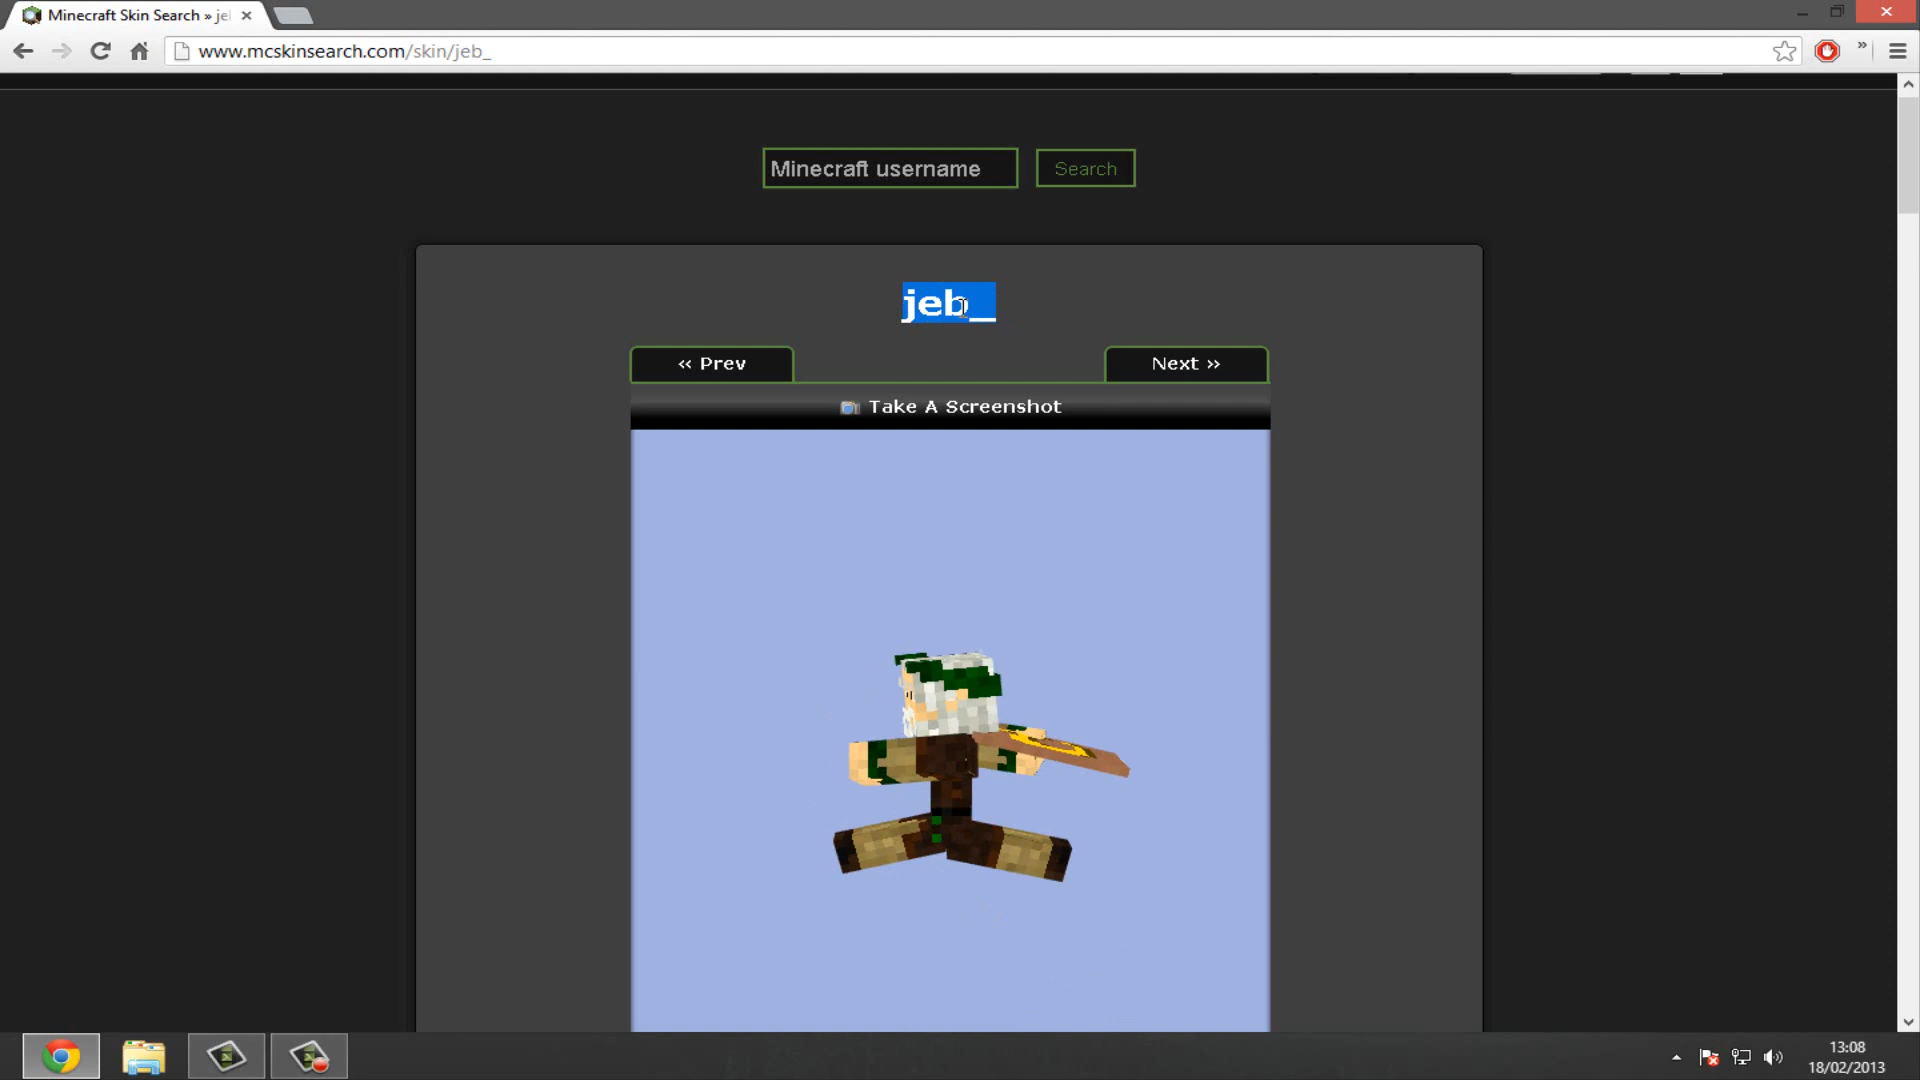 Minecraft Skin Search » je
www.mcskinsearch.com/skin/jeb_
Minecraft username
Search
jeb_
« Prev
Next »
Take A Screenshot
13:08
18/02/2013